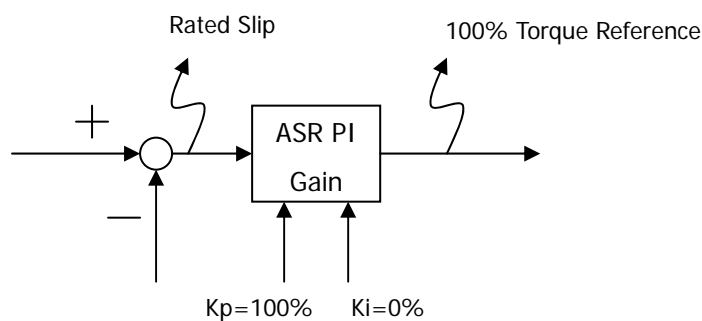 Rated Slip
100% Torque Reference
+
ASR PI
Gain
−
Kp=100%
Ki=0%